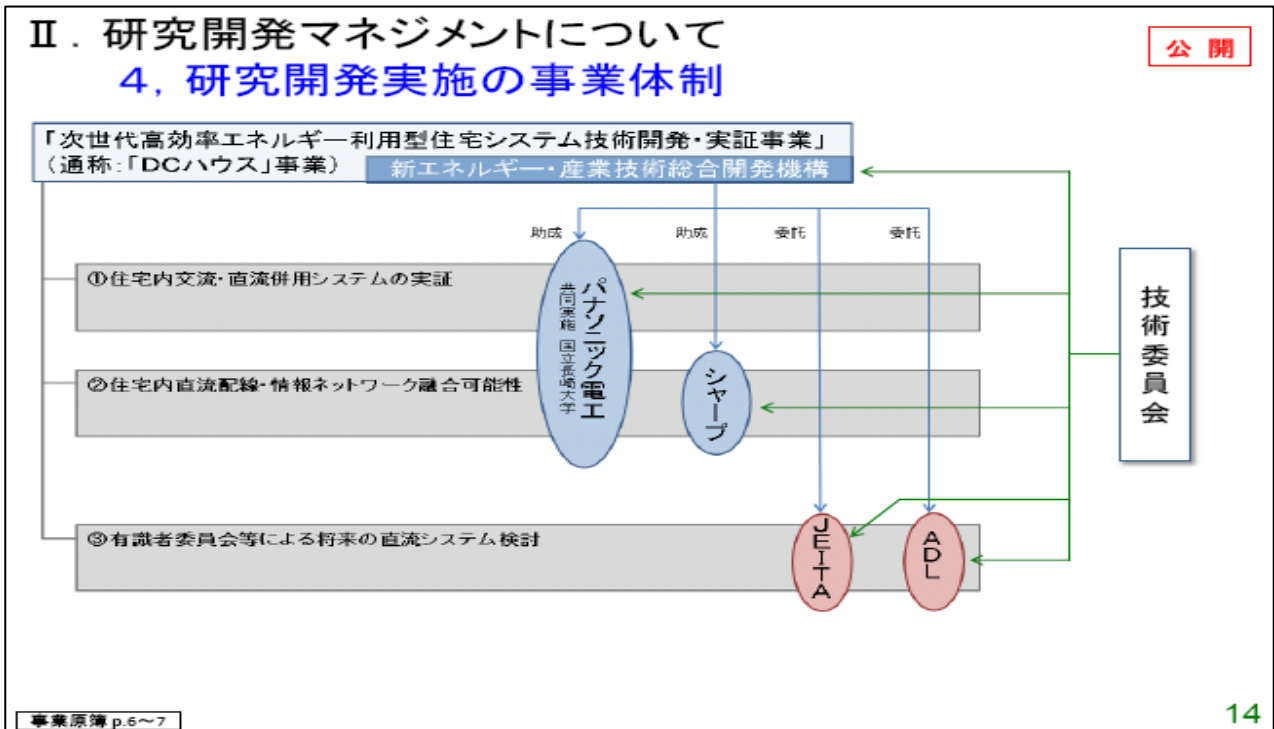 Ⅱ．研究開発マネジメントについて
公 開
4，研究開発実施の事業体制
「次世代高効率エネルギー利用型住宅システム技術開発・実証事業」
（通称：「DCハウス」事業）
新エネルギー・産業技術総合開発機構
助成
助成
委託
委託
①住宅内交流・直流併用システムの実証
パナソニック電工
共同実施 国立長崎大学
技術委員会
②住宅内直流配線・情報ネットワーク融合可能性
シャープ
③有識者委員会等による将来の直流システム検討
JEITA
ADL
事業原簿 p.6～7
14